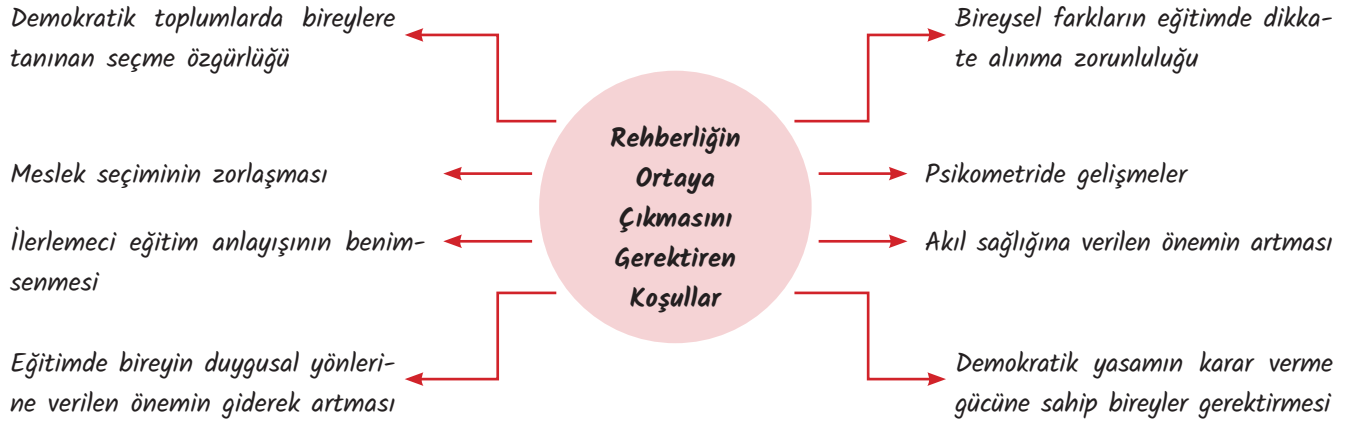 Demokratik toplumlarda bireylere
tanınan seçme özgürlüğü
Meslek seçiminin zorlaşması
İlerlemeci eğitim anlayışının benim-
senmesi
Eğitimde bireyin duygusal yönleri-
ne verilen önemin giderek artması
Rehberliğin
Ortaya
Çıkmasını
Gerektiren
Koşullar
Bireysel farkların eğitimde dikka-
te alınma zorunluluğu
Psikometride gelişmeler
Akıl sağlığına verilen önemin artması
Demokratik yasamın karar verme
gücüne sahip bireyler gerektirmesi